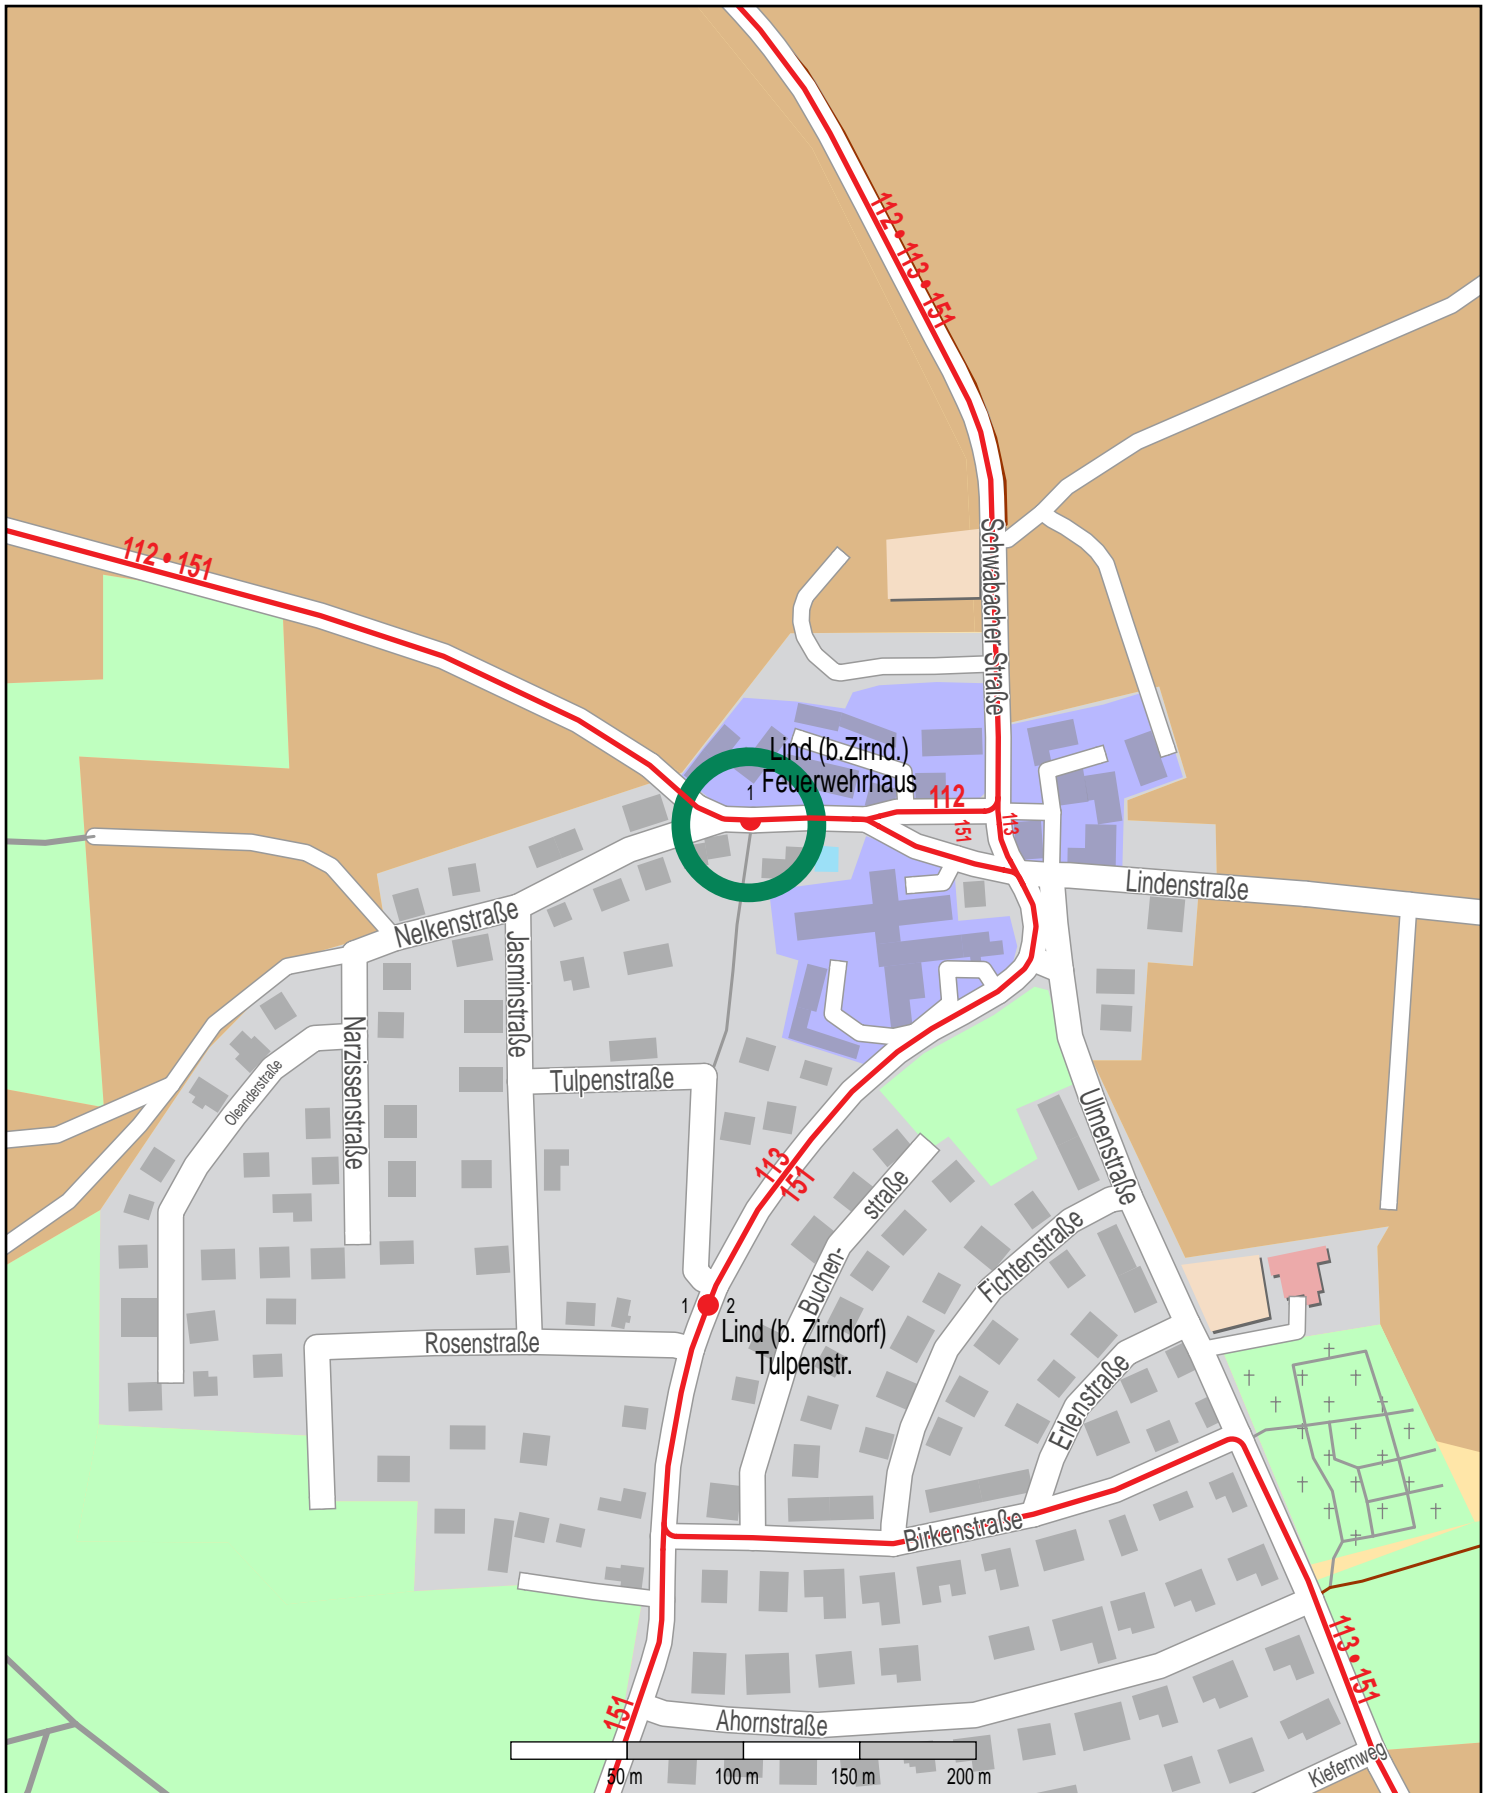 112 • 113 • 151
112 • 151
Schwabacher Straße
Lind (b.Zirnd.)
Feuerwehrhaus
1
112
151
113
Lindenstraße
Nelkenstraße
Jasminstraße
Narzissenstraße
Oleanderstraße
Tulpenstraße
Ulmenstraße
113
151
Buchen-
straße
Fichtenstraße
1
2
Lind (b. Zirndorf)
Tulpenstr.
Rosenstraße
Erlenstraße
Birkenstraße
113 • 151
151
Ahornstraße
Kiefernweg
50 m
100 m
150 m
200 m